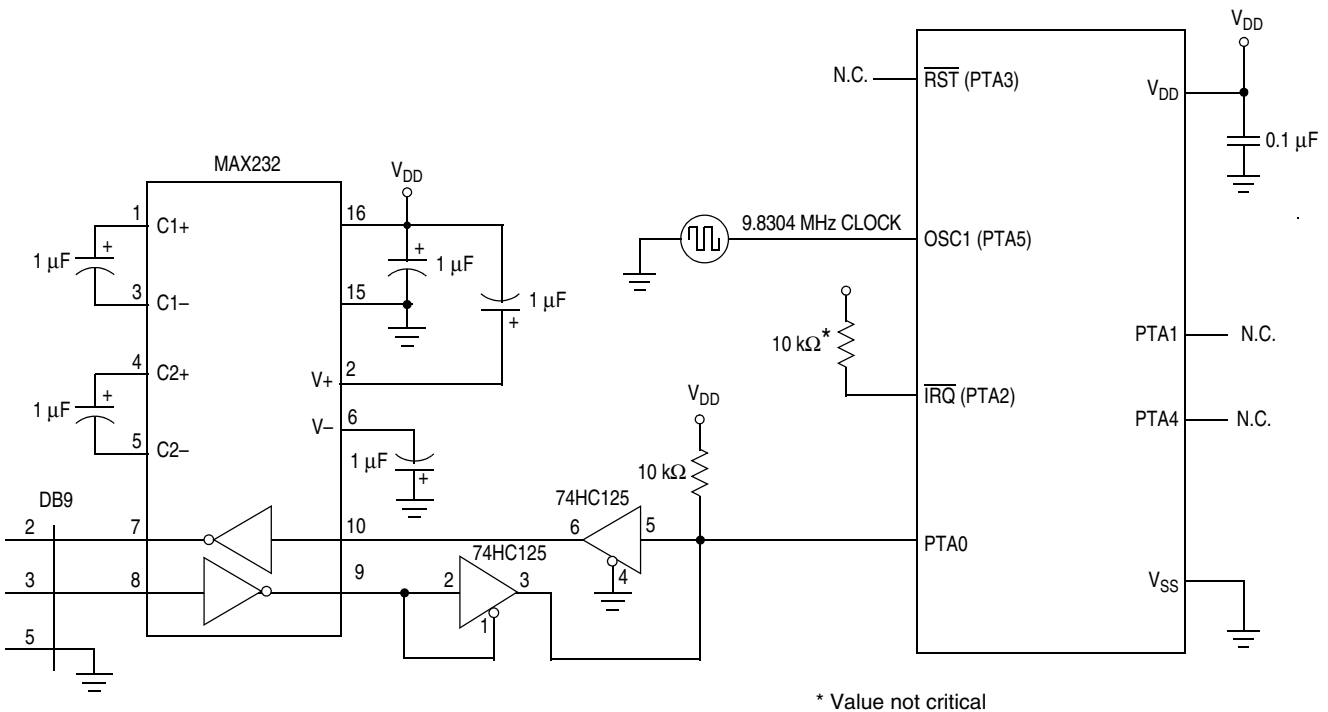 V_DD
N.C.
RST (PTA3)
V_DD
0.1 µF
MAX232
V_DD
1
C1+
16
+
1 µF
+
1 µF
9.8304 MHz CLOCK
OSC1 (PTA5)
3
C1–
15
1 µF
+
10 kΩ*
PTA1
N.C.
4
C2+
V+
2
+
1 µF
V_DD
IRQ (PTA2)
V–
6
PTA4
N.C.
5
C2–
1 µF
+
10 kΩ
DB9
74HC125
2
7
10
6
5
PTA0
74HC125
4
3
8
9
2
3
V_SS
1
5
* Value not critical